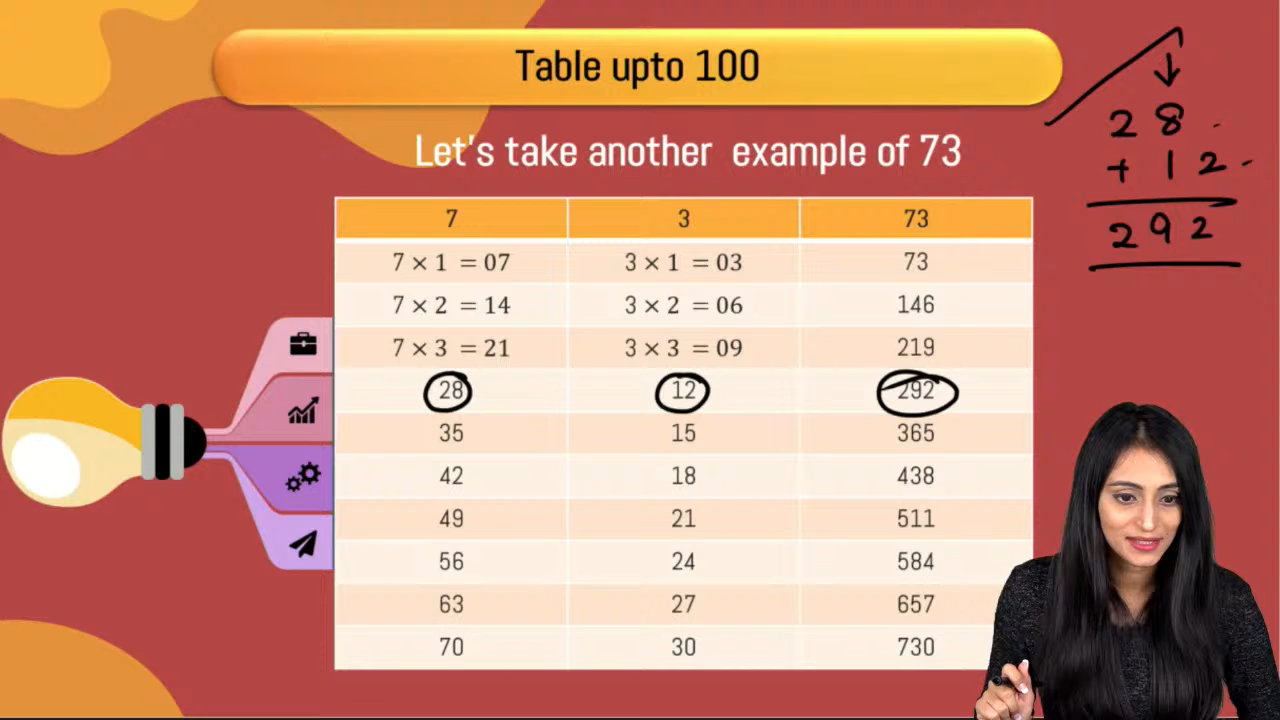 Table upto 100
Let's take another example of 73
7 3 73
7 × 1 = 07 3 × 1 = 03 73
7 × 2 = 14 3 × 2 = 06 146
7 × 3 = 21 3 × 3 = 09 219
28 12 292
35 15 365
42 18 438
49 21 511
56 24 584
63 27 657
70 30 730
28
+ 12
292